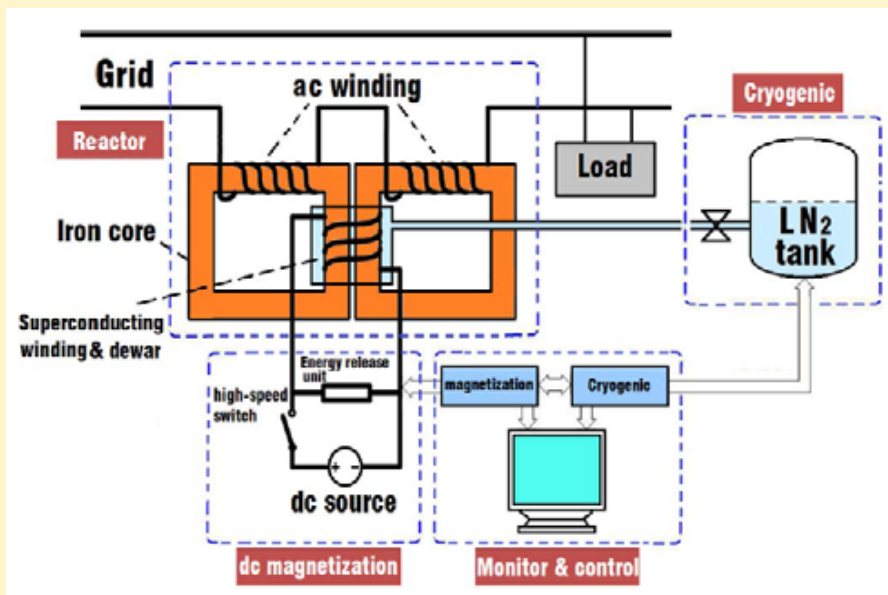 Grid
ac winding
Cryogenic
Reactor
Load
LN2
tank
Iron core
Superconducting
winding & dewar
Energy release
unit
high-speed
switch
magnetization
Cryogenic
dc source
dc magnetization
Monitor & control